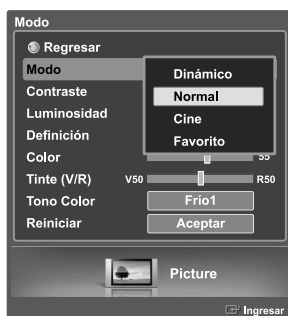 Modo
Regresar
Modo
Dinámico
Contraste
Normal
Luminosidad
Cine
Definición
Favorito
Color 55
Tinte (V/R) V50 R50
Tono Color Frío1
Reiniciar Aceptar
Picture
Ingresar